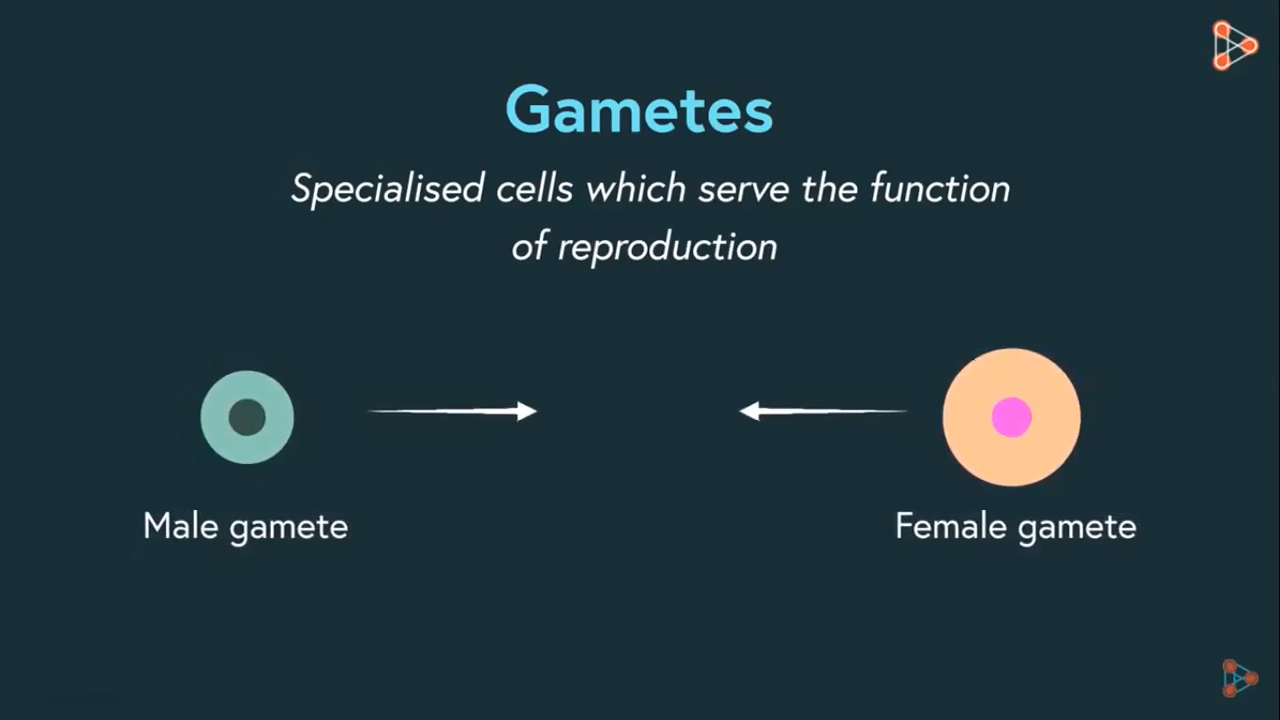 Gametes
Specialised cells which serve the function
of reproduction
Male gamete
Female gamete